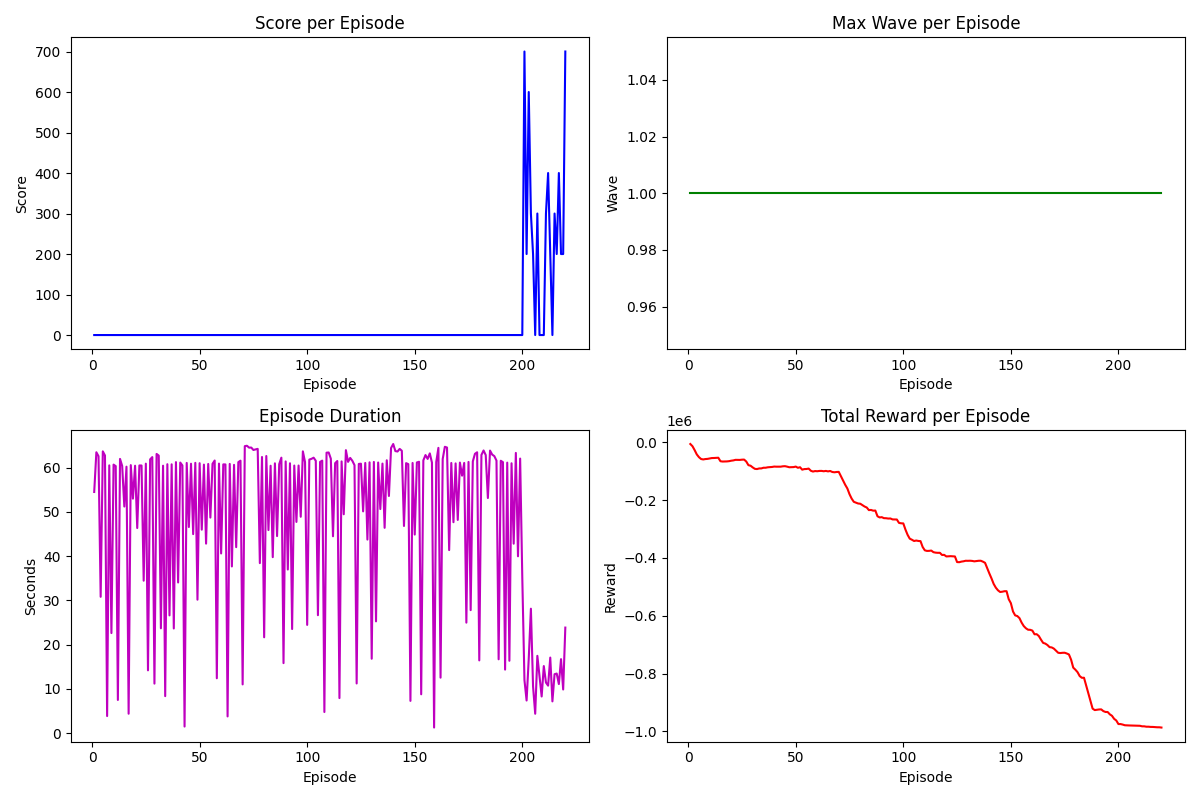 Score per Episode
700
600
500
400
300
200
100
0
Score
0 50 100 150 200
Episode
Max Wave per Episode
1.04
1.02
1.00
0.98
0.96
Wave
0 50 100 150 200
Episode
Episode Duration
60
50
40
30
20
10
0
Seconds
0 50 100 150 200
Episode
Total Reward per Episode
1e6
0.0
−0.2
−0.4
−0.6
−0.8
−1.0
Reward
0 50 100 150 200
Episode